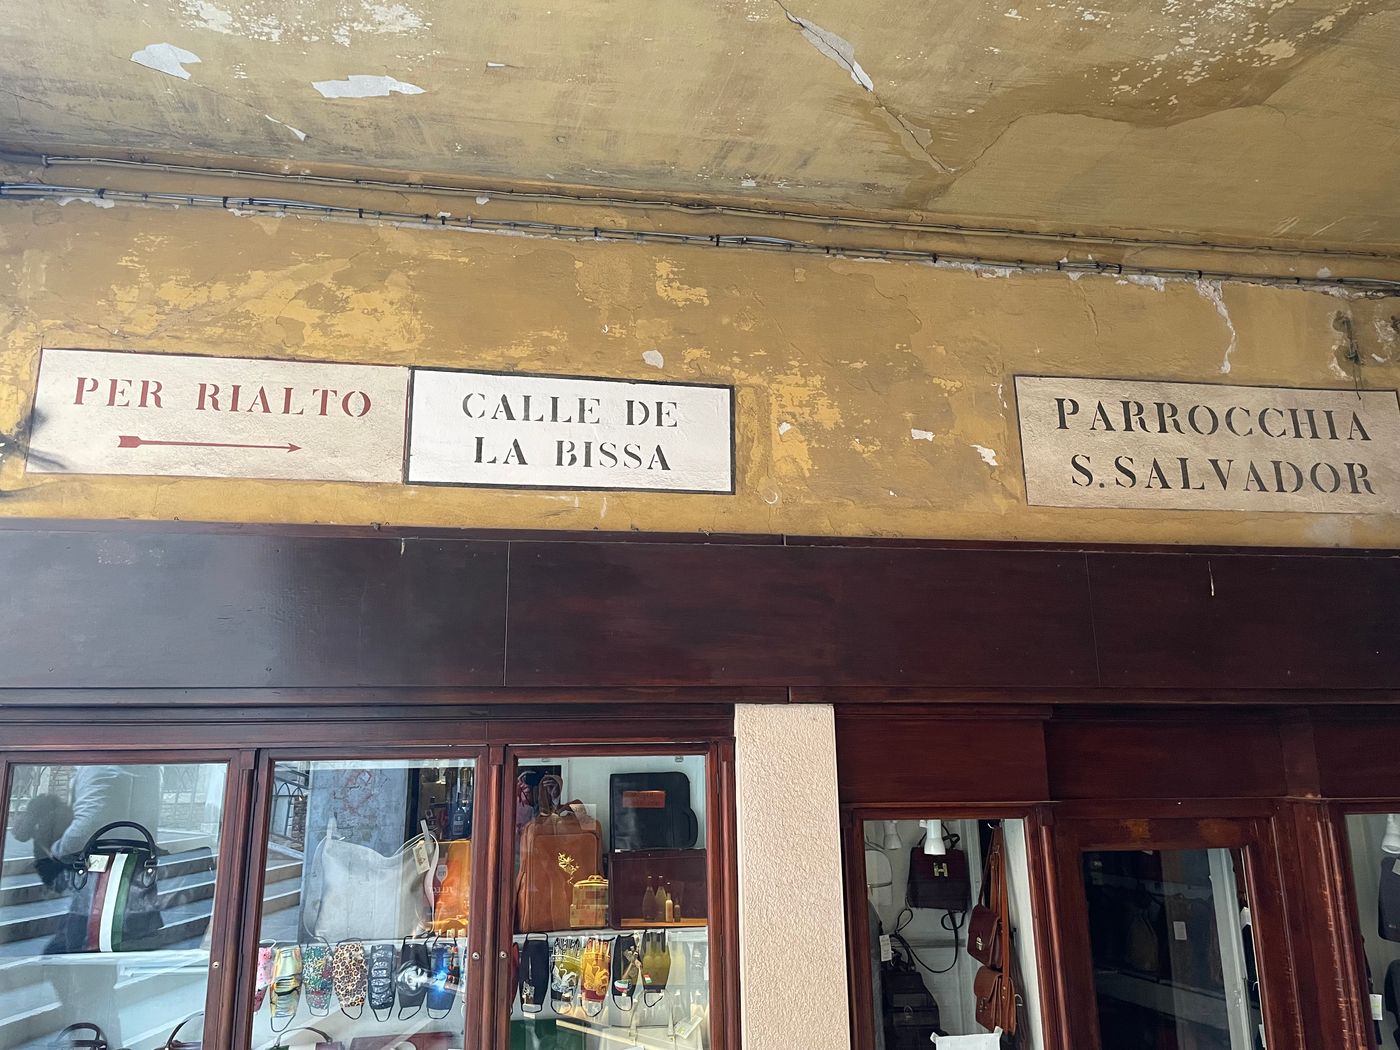 PER RIALTO
CALLE DE
LA BISSA
PARROCCHIA
S. SALVADOR
H